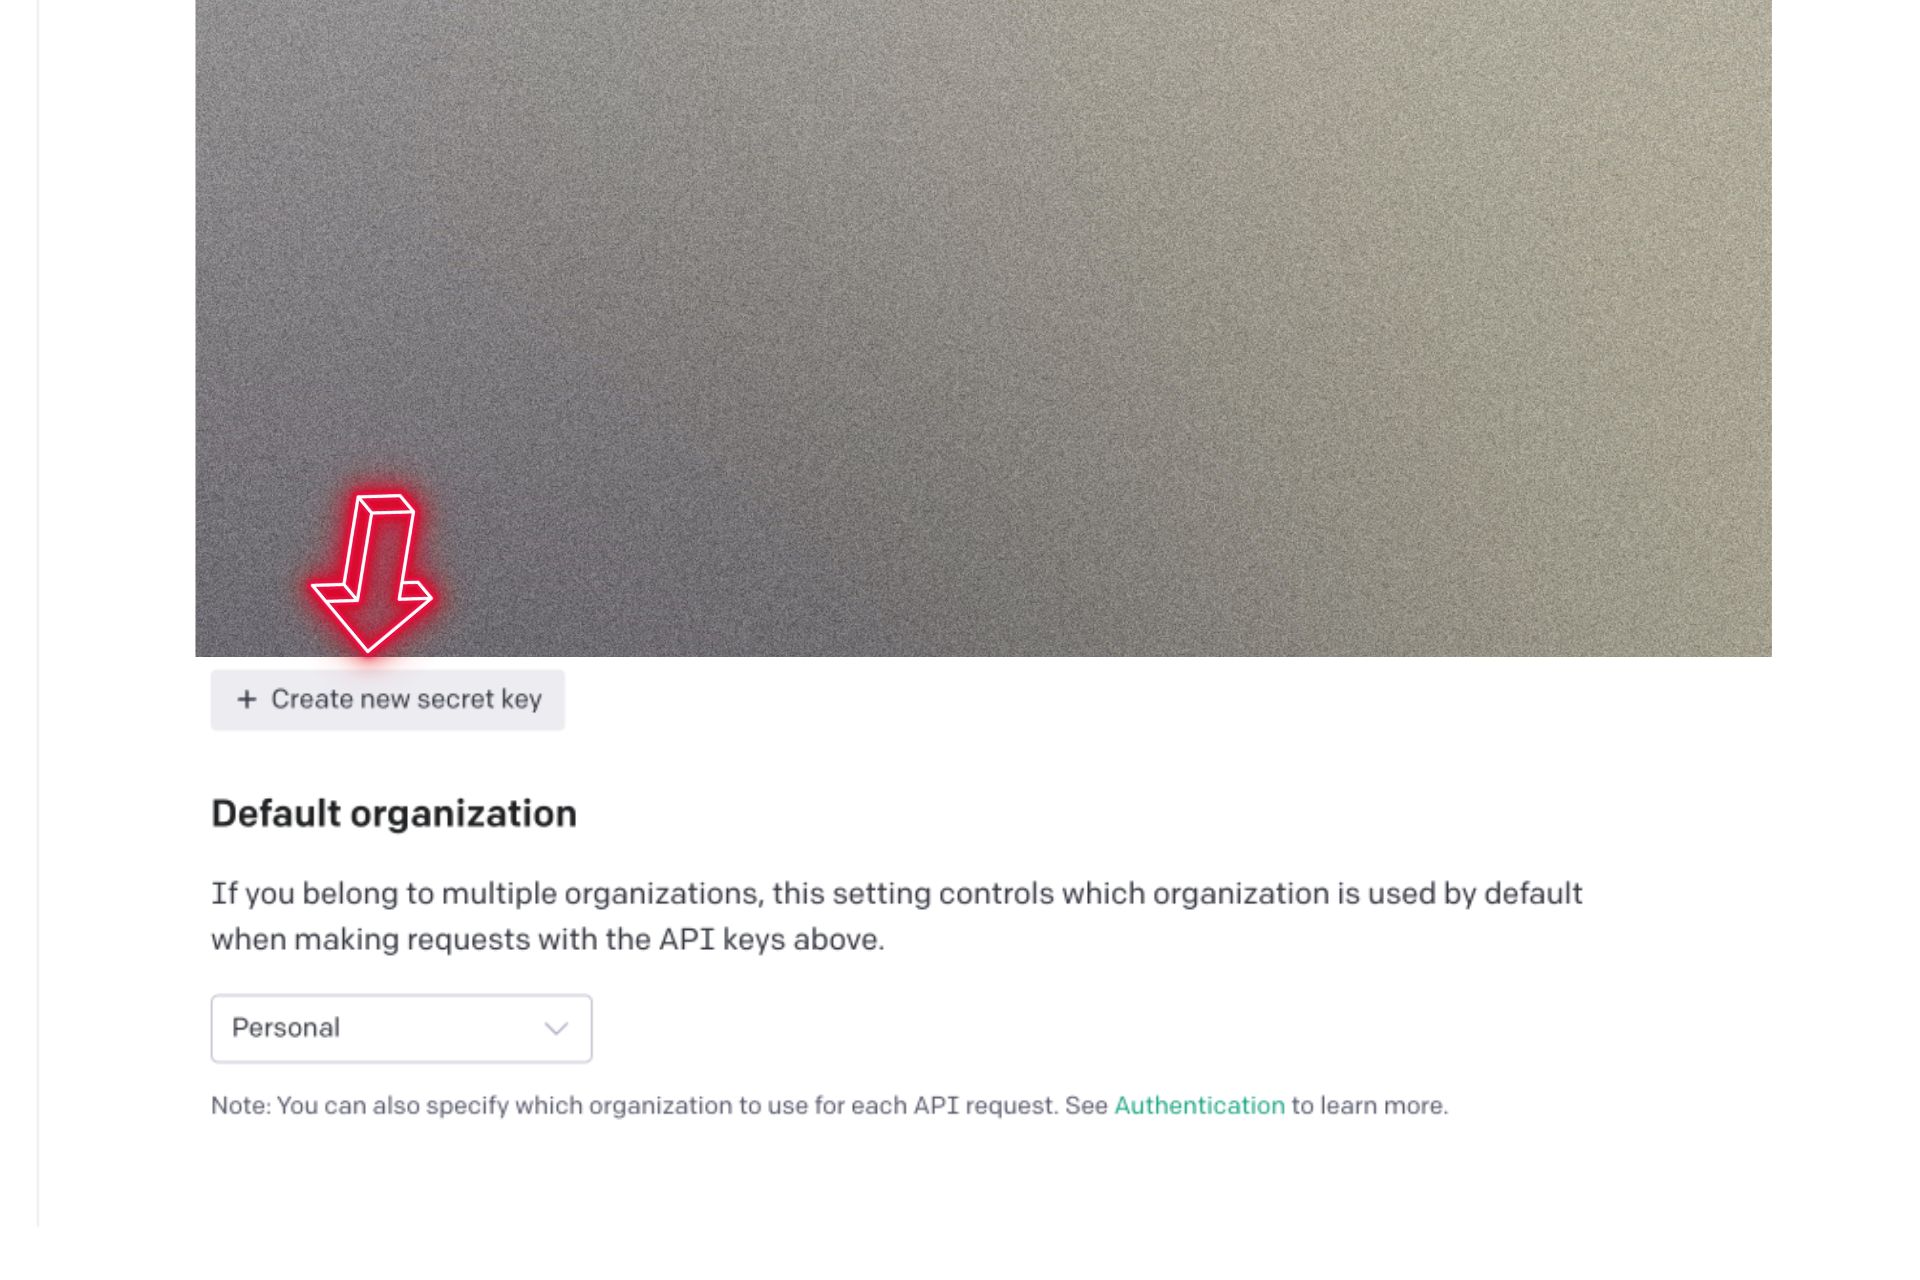 + Create new secret key
Default organization
If you belong to multiple organizations, this setting controls which organization is used by default
when making requests with the API keys above.
Personal
Note: You can also specify which organization to use for each API request. See Authentication to learn more.